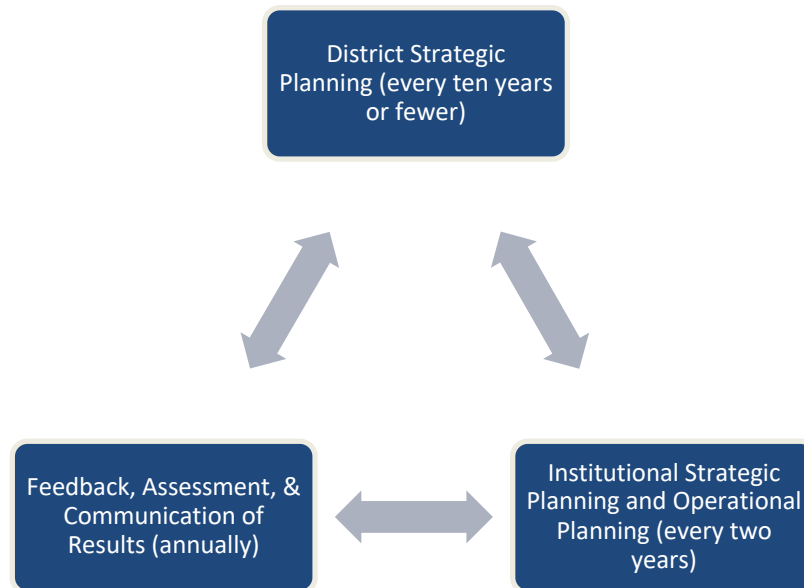 District Strategic
Planning (every ten years
or fewer)
Feedback, Assessment, &
Communication of
Results (annually)
Institutional Strategic
Planning and Operational
Planning (every two
years)